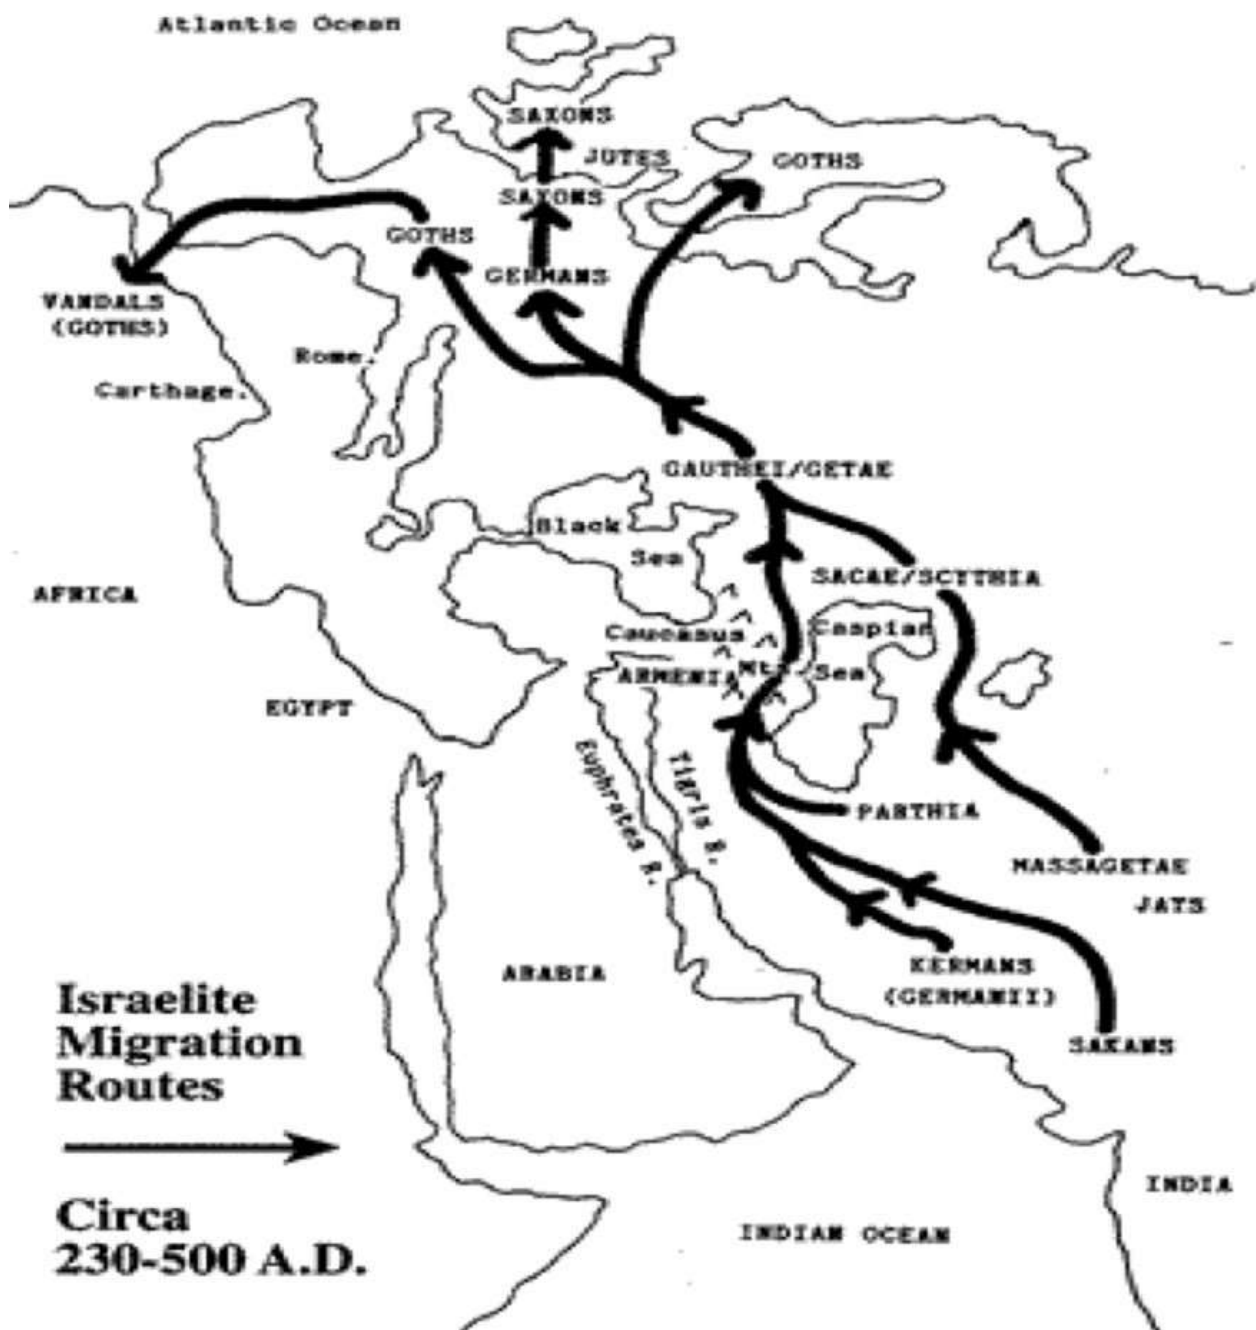 Atlantic Ocean
SAXONS
JUTES
GOTHS
SAXONS
GOTHS
GERMANS
VANDALS
(GOTHS)
Rome.
Carthage.
GAUTHEI/GETAE
Black
Sea
SACAE/SCYTHIA
AFRICA
Caucasus
Caspian
ARMENIA
Mts.
Sea
EGYPT
Euphrates R.
Tigris R.
PARTHIA
MASSAGETAE
JATS
ARABIA
KERMANS
(GERMANII)
SAKANS
Israelite
Migration
Routes
INDIA
Circa
230-500 A.D.
INDIAN OCEAN